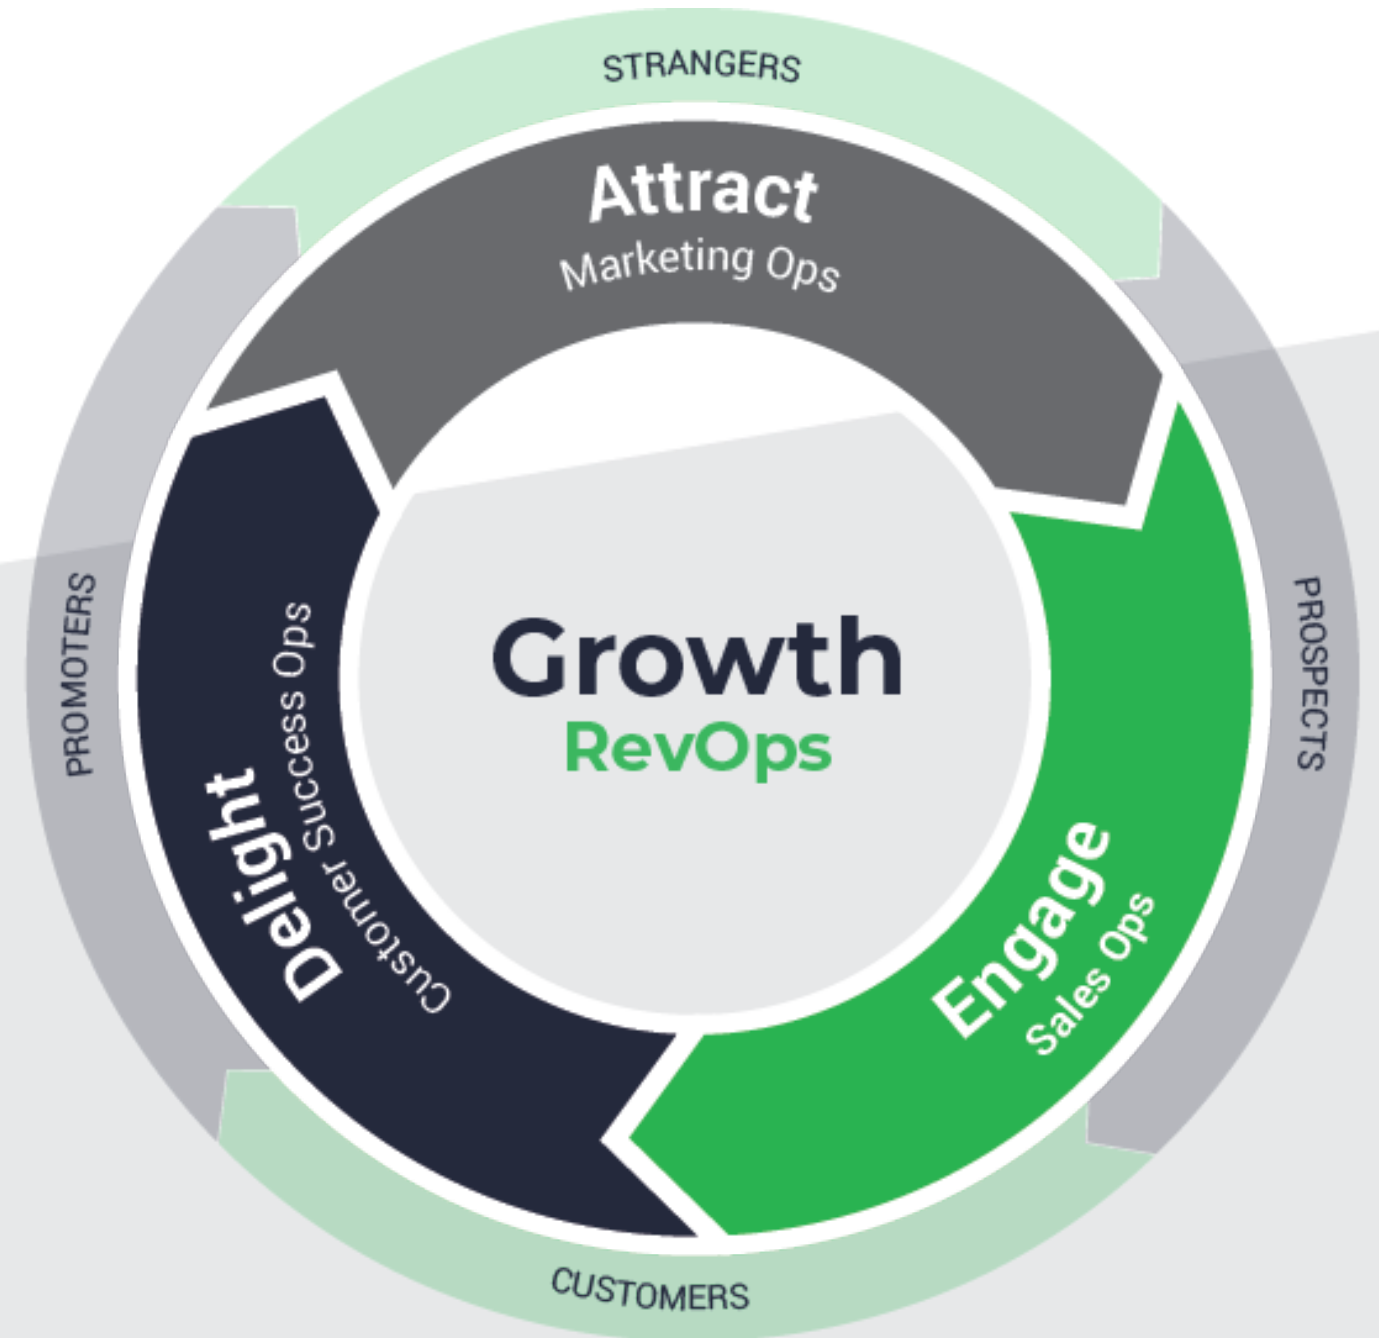 STRANGERS
Attract
Marketing Ops
PROSPECTS
Engage
Sales Ops
CUSTOMERS
Delight
Customer Success Ops
PROMOTERS
Growth
RevOps